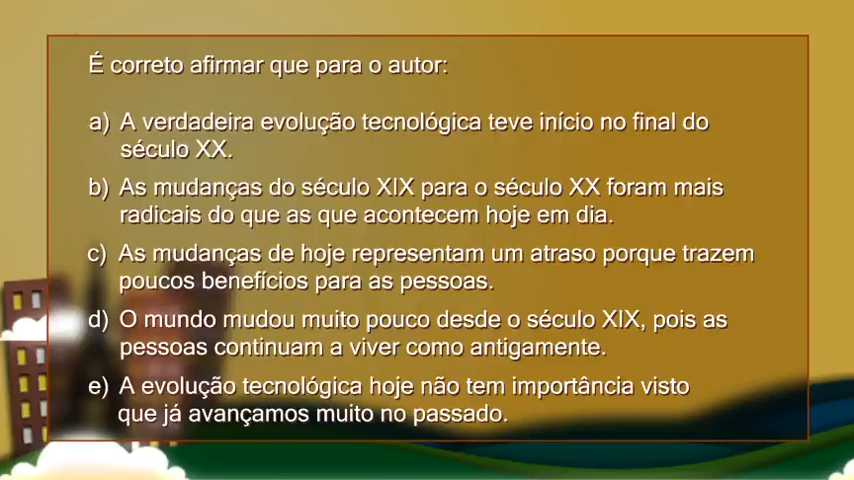 É correto afirmar que para o autor:
a) A verdadeira evolução tecnológica teve início no final do
século XX.
b) As mudanças do século XIX para o século XX foram mais
radicais do que as que acontecem hoje em dia.
c) As mudanças de hoje representam um atraso porque trazem
poucos benefícios para as pessoas.
d) O mundo mudou muito pouco desde o século XIX, pois as
pessoas continuam a viver como antigamente.
e) A evolução tecnológica hoje não tem importância visto
que já avançamos muito no passado.